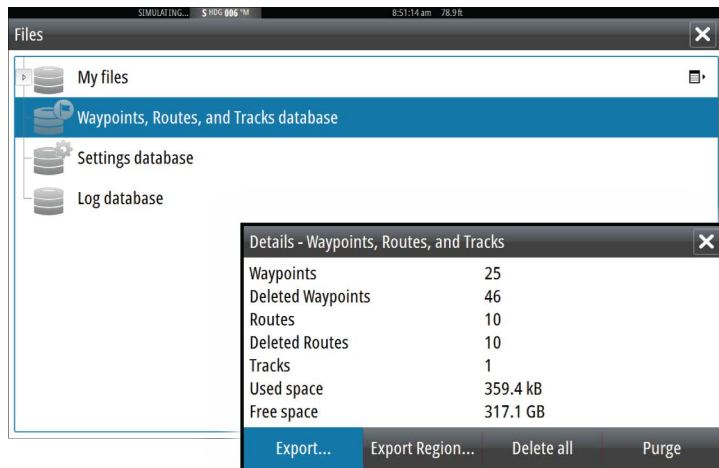 SIMULATING... S HDG 006 °M 8:51:14 am 78.9 ft
Files
My files
Waypoints, Routes, and Tracks database
Settings database
Log database
Details - Waypoints, Routes, and Tracks
Waypoints 25
Deleted Waypoints 46
Routes 10
Deleted Routes 10
Tracks 1
Used space 359.4 kB
Free space 317.1 GB
Export... Export Region... Delete all Purge